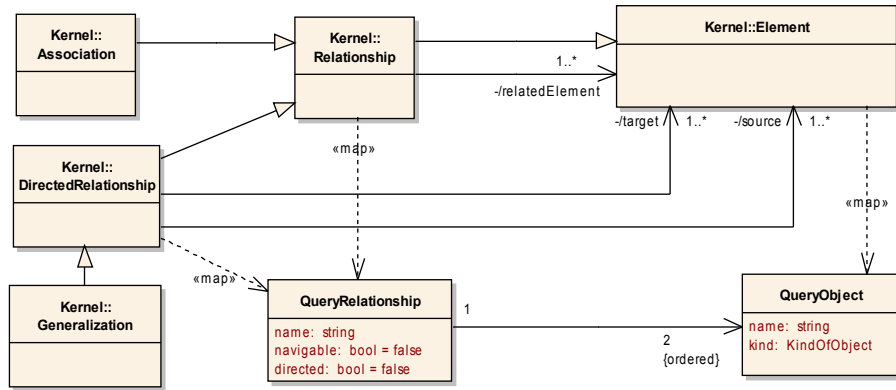 Kernel::
Association
Kernel::
Relationship
Kernel::Element
1..*
-/relatedElement
-/target
1..*
-/source
1..*
«map»
Kernel::
DirectedRelationship
«map»
«map»
Kernel::
Generalization
QueryRelationship
name: string
navigable: bool = false
directed: bool = false
1
2
{ordered}
QueryObject
name: string
kind: KindOfObject